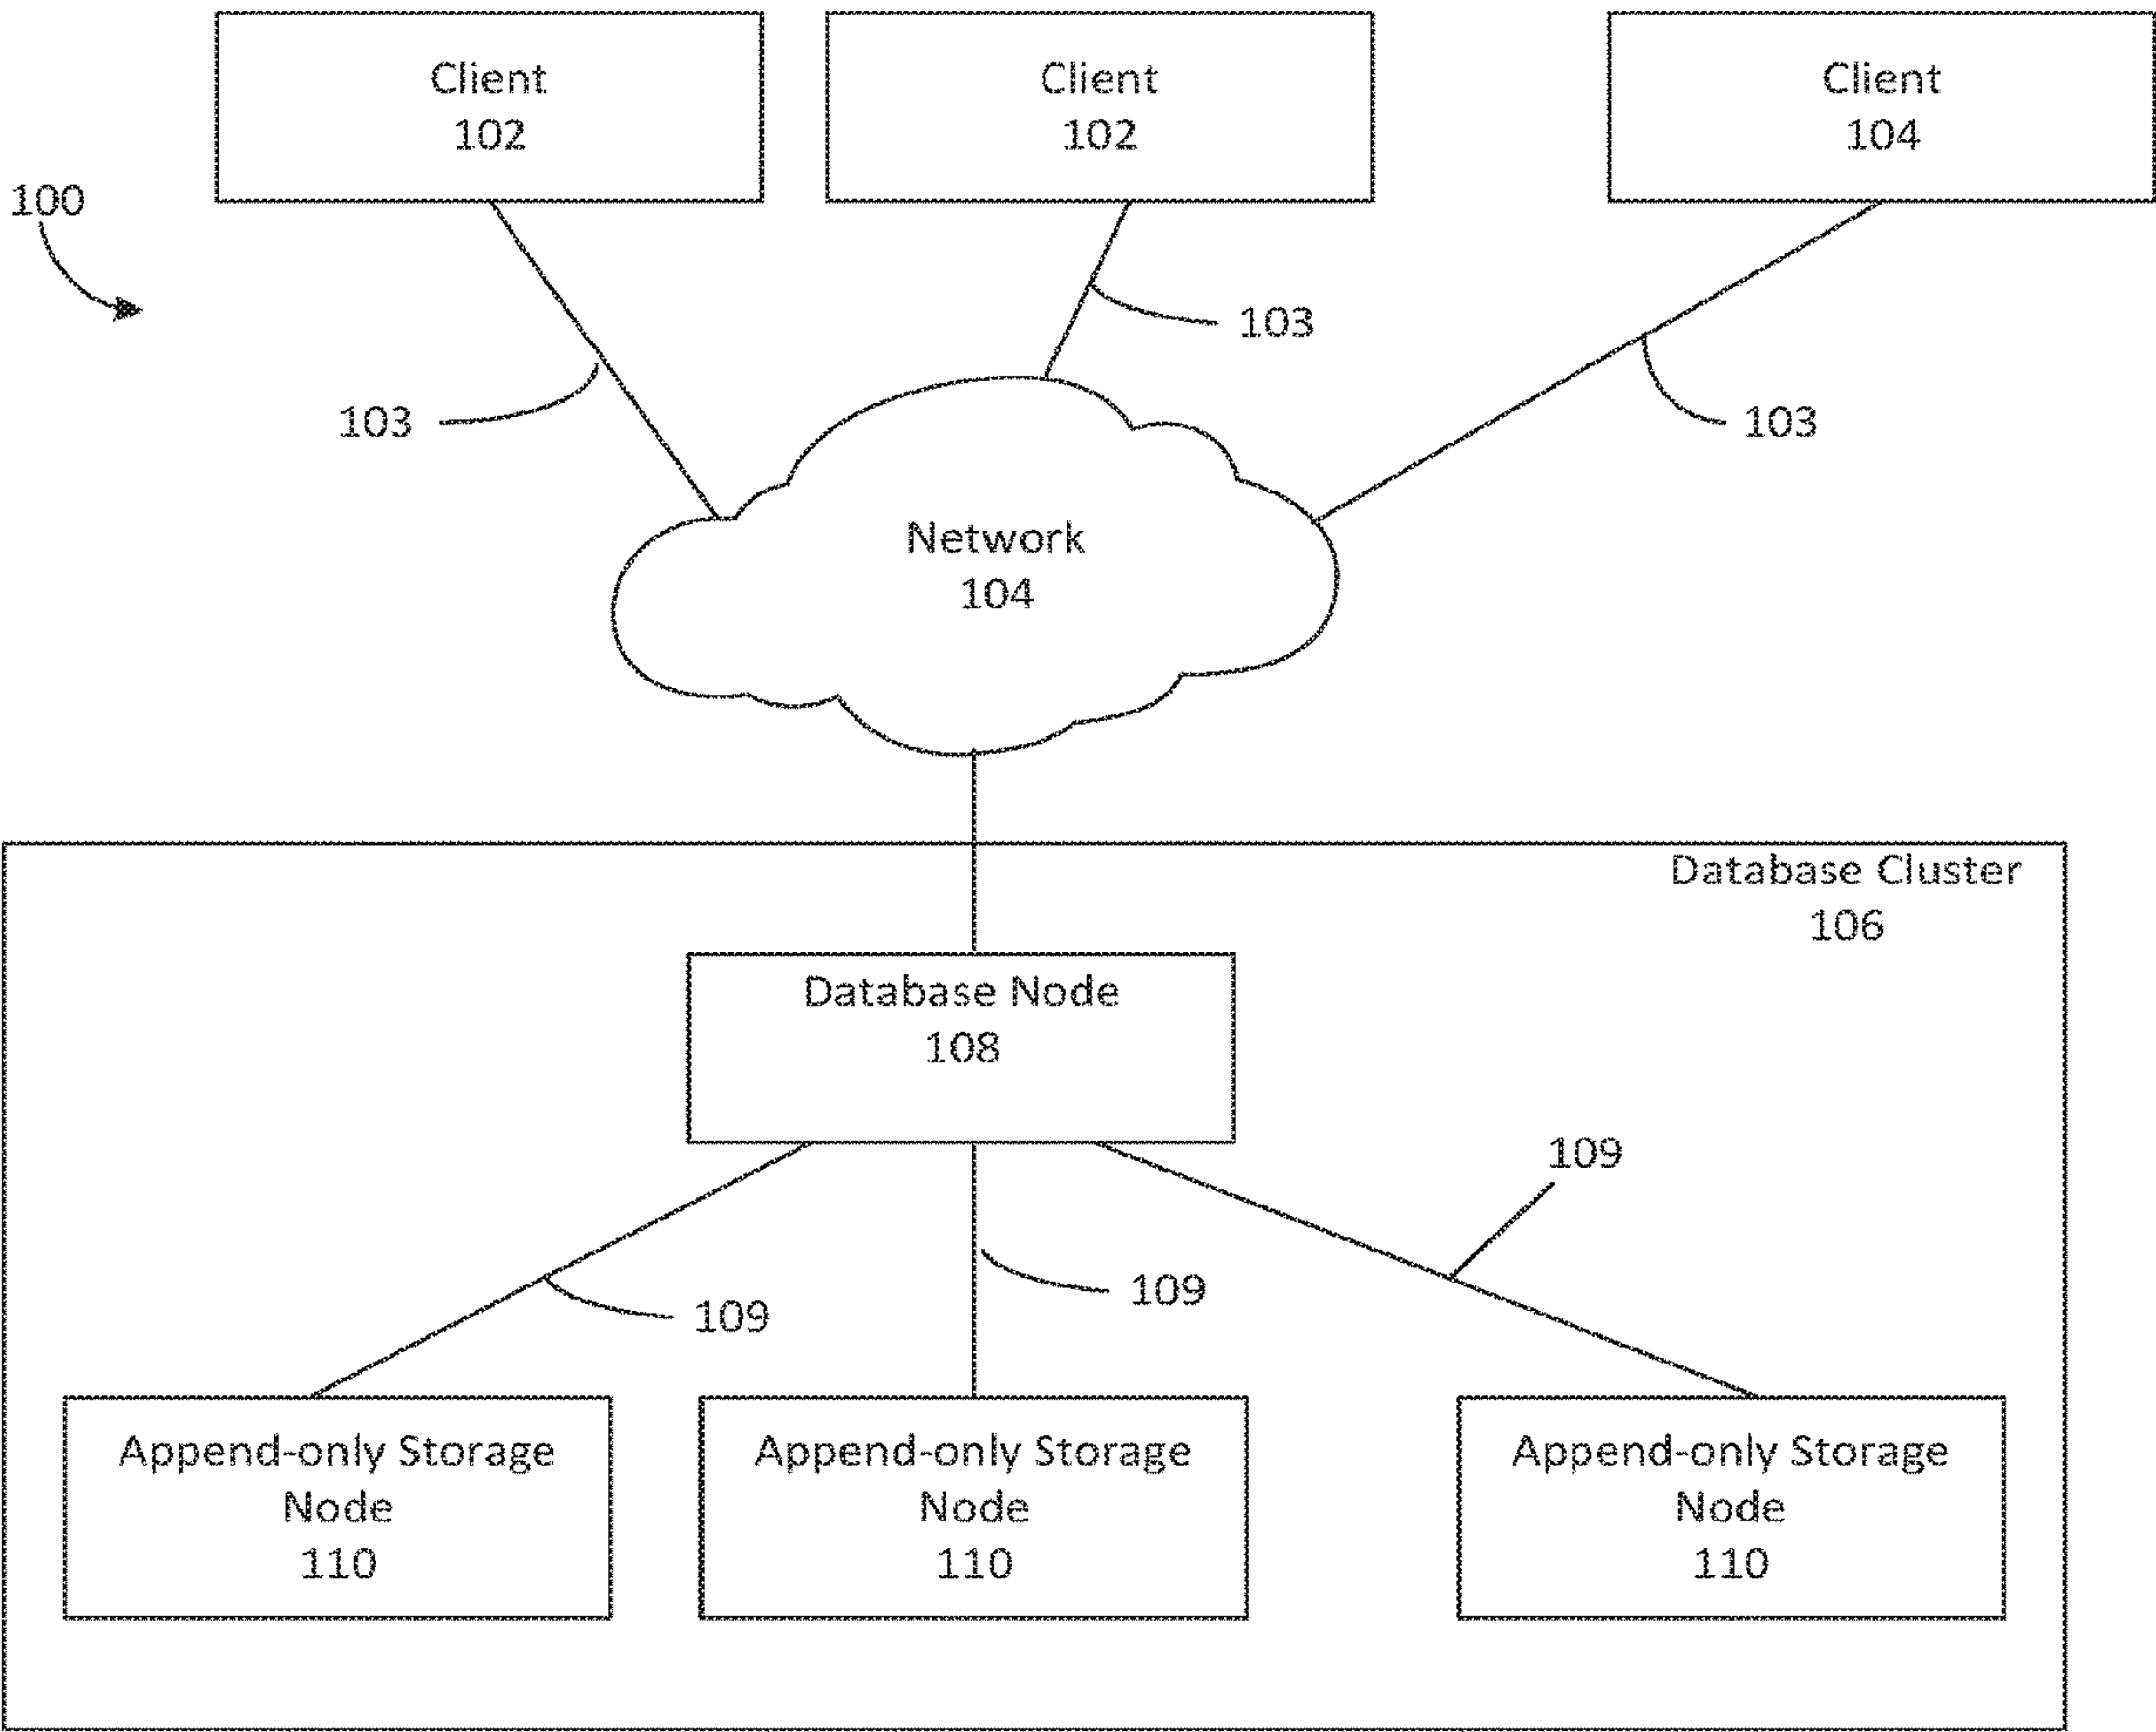 Client
102
Client
102
Client
104
100
103
103
103
Network
104
Database Cluster
106
Database Node
108
109
109
109
Append-only Storage
Node
110
Append-only Storage
Node
110
Append-only Storage
Node
110